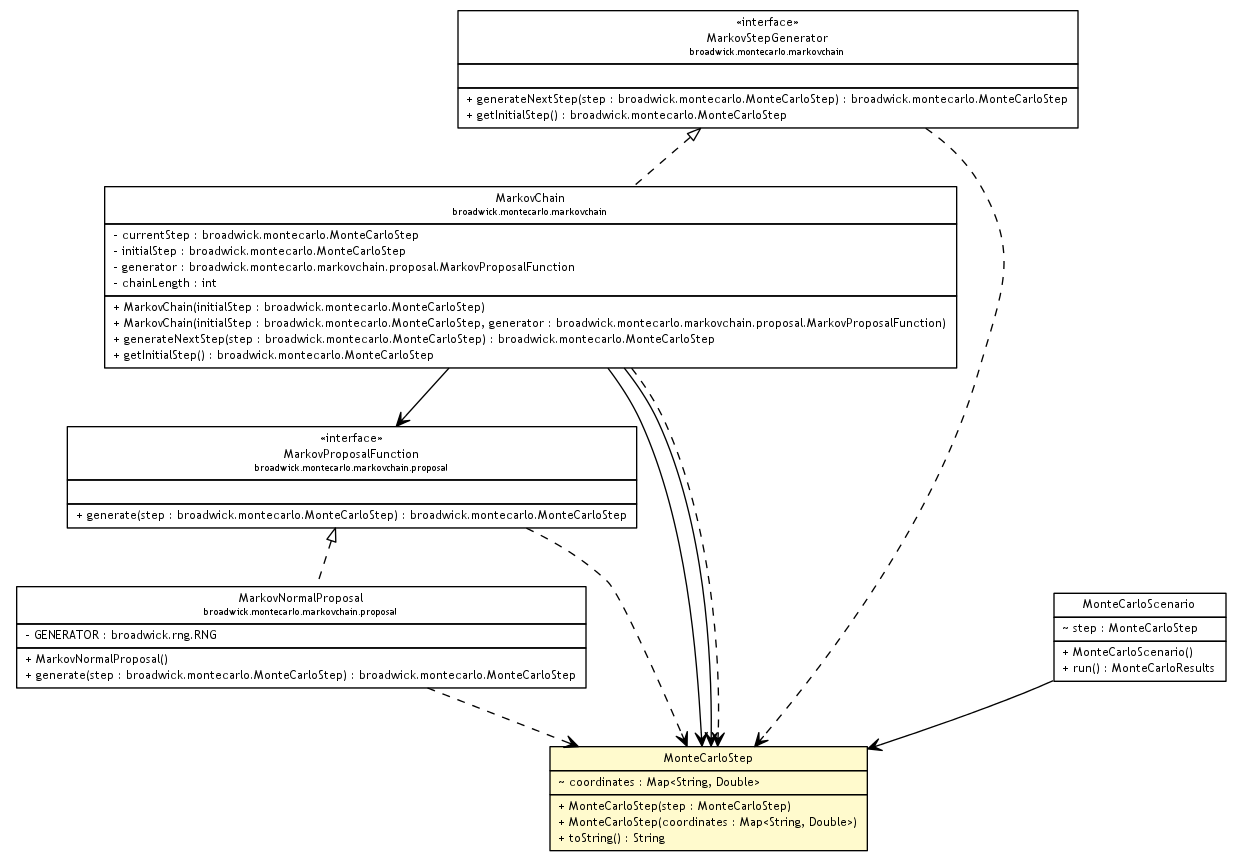 «interface»
MarkovStepGenerator
broadwick.montecarlo.markovchain
+ generateNextStep(step : broadwick.montecarlo.MonteCarloStep) : broadwick.montecarlo.MonteCarloStep
+ getInitialStep() : broadwick.montecarlo.MonteCarloStep
MarkovChain
broadwick.montecarlo.markovchain
- currentStep : broadwick.montecarlo.MonteCarloStep
- initialStep : broadwick.montecarlo.MonteCarloStep
- generator : broadwick.montecarlo.markovchain.proposal.MarkovProposalFunction
- chainLength : int
+ MarkovChain(initialStep : broadwick.montecarlo.MonteCarloStep)
+ MarkovChain(initialStep : broadwick.montecarlo.MonteCarloStep, generator : broadwick.montecarlo.markovchain.proposal.MarkovProposalFunction)
+ generateNextStep(step : broadwick.montecarlo.MonteCarloStep) : broadwick.montecarlo.MonteCarloStep
+ getInitialStep() : broadwick.montecarlo.MonteCarloStep
«interface»
MarkovProposalFunction
broadwick.montecarlo.markovchain.proposal
+ generate(step : broadwick.montecarlo.MonteCarloStep) : broadwick.montecarlo.MonteCarloStep
MarkovNormalProposal
broadwick.montecarlo.markovchain.proposal
- GENERATOR : broadwick.rng.RNG
+ MarkovNormalProposal()
+ generate(step : broadwick.montecarlo.MonteCarloStep) : broadwick.montecarlo.MonteCarloStep
MonteCarloScenario
~ step : MonteCarloStep
+ MonteCarloScenario()
+ run() : MonteCarloResults
MonteCarloStep
~ coordinates : Map<String, Double>
+ MonteCarloStep(step : MonteCarloStep)
+ MonteCarloStep(coordinates : Map<String, Double>)
+ toString() : String